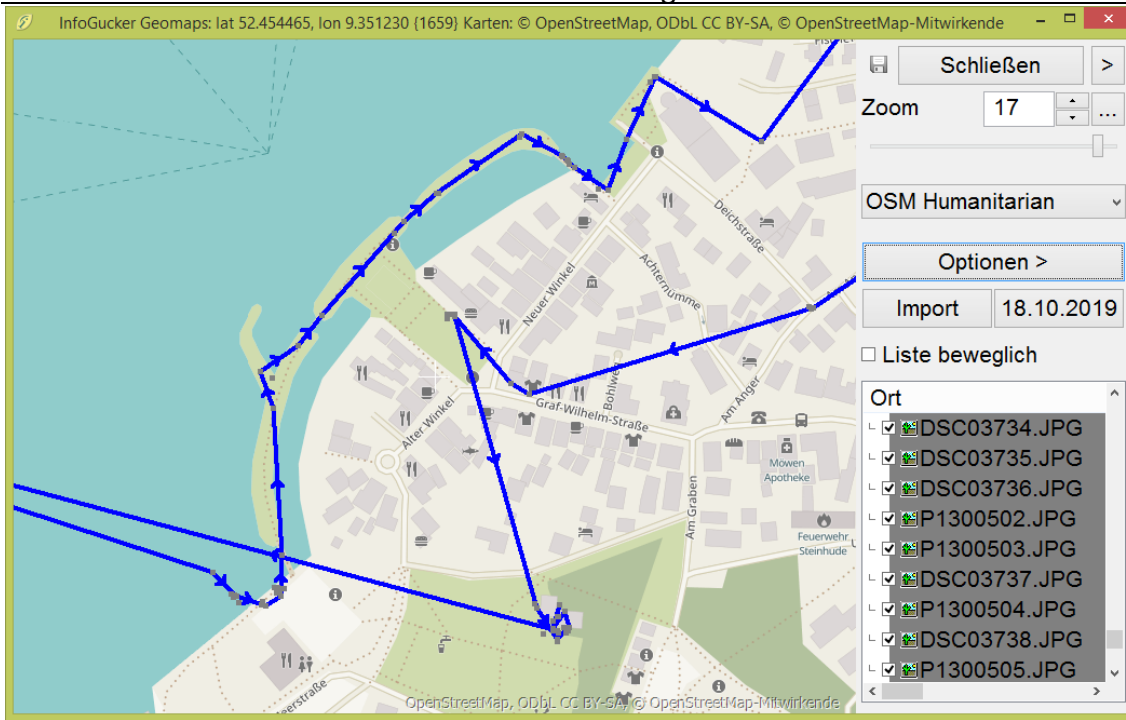 InfoGucker Geomaps: lat 52.454465, lon 9.351230 {1659} Karten: © OpenStreetMap, ODbL CC BY-SA, © OpenStreetMap-Mitwirkende
Schließen
>
Zoom
17
...
OSM Humanitarian
Optionen >
Import
18.10.2019
Liste beweglich
Ort
DSC03734.JPG
DSC03735.JPG
DSC03736.JPG
P1300502.JPG
P1300503.JPG
DSC03737.JPG
P1300504.JPG
DSC03738.JPG
P1300505.JPG
Deichstraße
Achternümme
Neuer Winkel
Bohlweg
Am Anger
Graf-Wilhelm-Straße
Alter Winkel
Möwen
Apotheke
Am Graben
Feuerwehr
Steinhude
OpenStreetMap, ODbL CC BY-SA, © OpenStreetMap-Mitwirkende